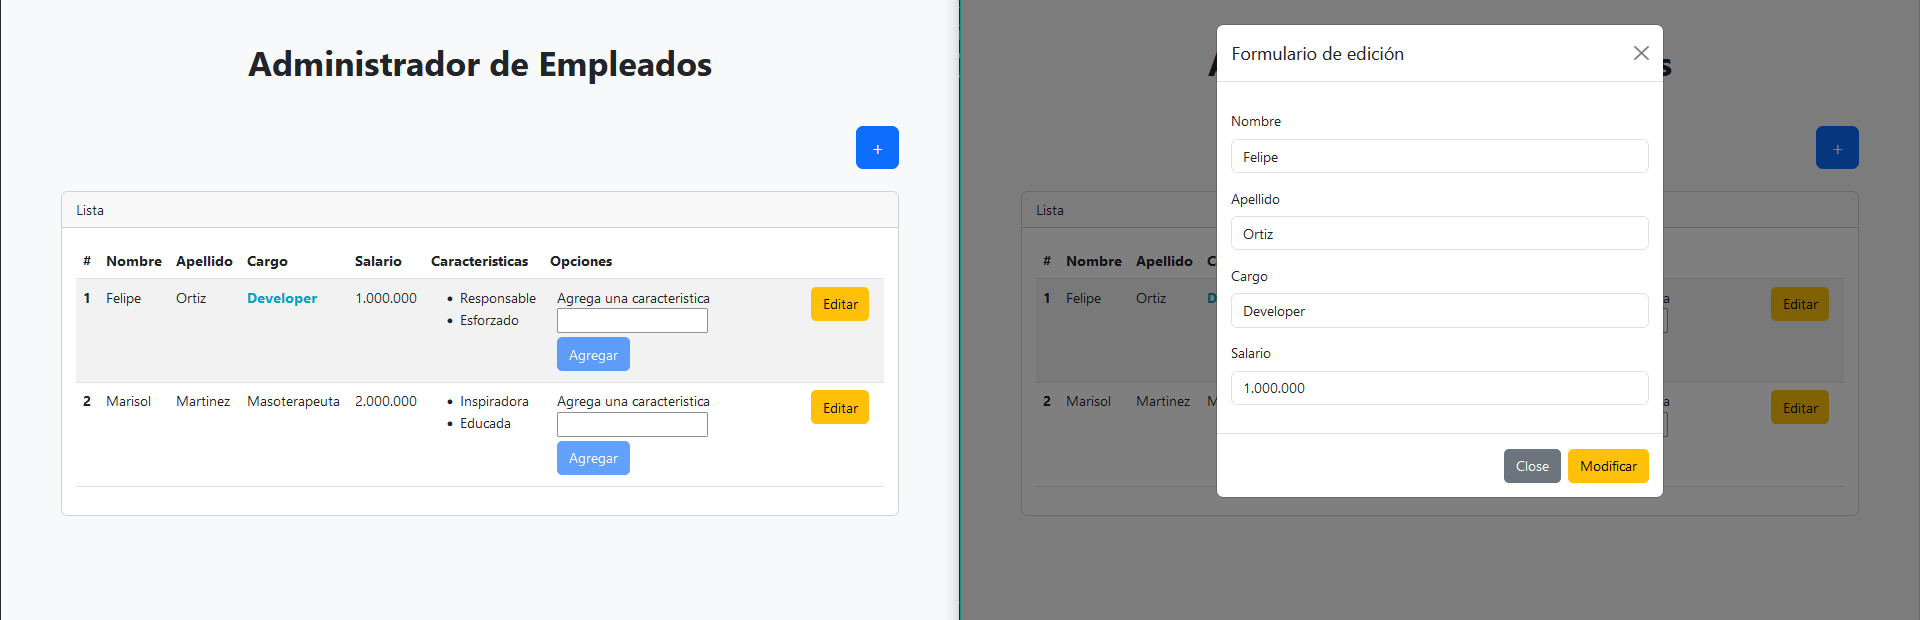 Administrador de Empleados
+
Lista
# Nombre Apellido Cargo Salario Caracteristicas Opciones
1 Felipe Ortiz Developer 1.000.000 • Responsable Agrega una caracteristica Editar
• Esforzado
Agregar
2 Marisol Martinez Masoterapeuta 2.000.000 • Inspiradora Agrega una caracteristica Editar
• Educada
Agregar
A s
+
Lista
# Nombre Apellido C
1 Felipe Ortiz D a Editar
2 Marisol Martinez M a Editar
Formulario de edición
Nombre
Felipe
Apellido
Ortiz
Cargo
Developer
Salario
1.000.000
Close Modificar